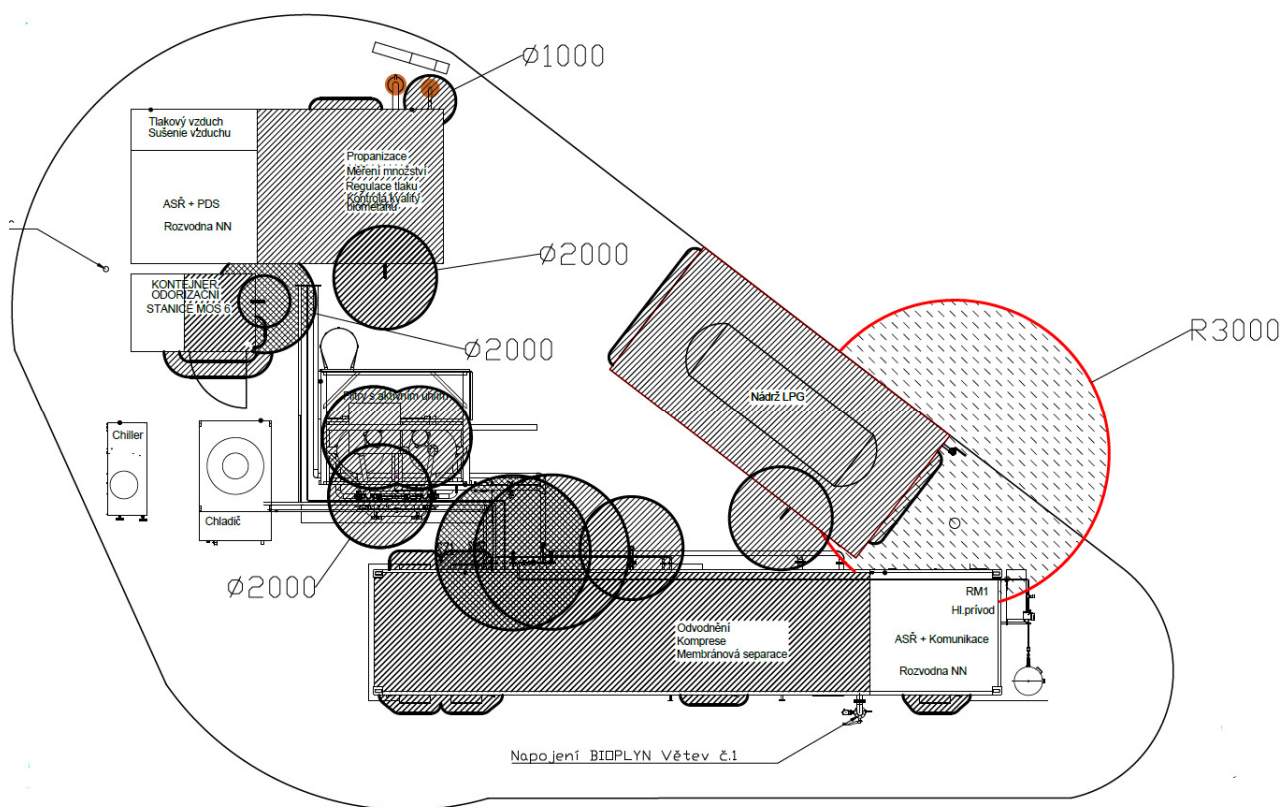 Ø1000
Tlakový vzduch
Sušení vzduchu
Propanizace
Měření množství
Regulace tlaku
Kontrola kvality
biometanu
ASŘ + PDS
Rozvodna NN
Ø2000
KONTEJNER
ODORIZAČNÍ
STANICE MOS 6
R3000
Ø2000
Filtry s aktivním uhlím
Nádrž LPG
Chiller
Chladič
Ø2000
RM1
Hl.prívod
Odvodnění
Komprese
Membránová separace
ASŘ + Komunikace
Rozvodna NN
Napojení BIOPLYN Větev č.1